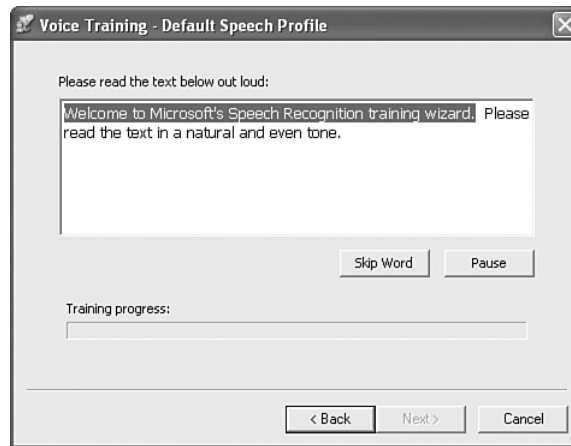 Voice Training - Default Speech Profile
Please read the text below out loud:
Welcome to Microsoft's Speech Recognition training wizard. Please
read the text in a natural and even tone.
Skip Word Pause
Training progress:
< Back Next > Cancel